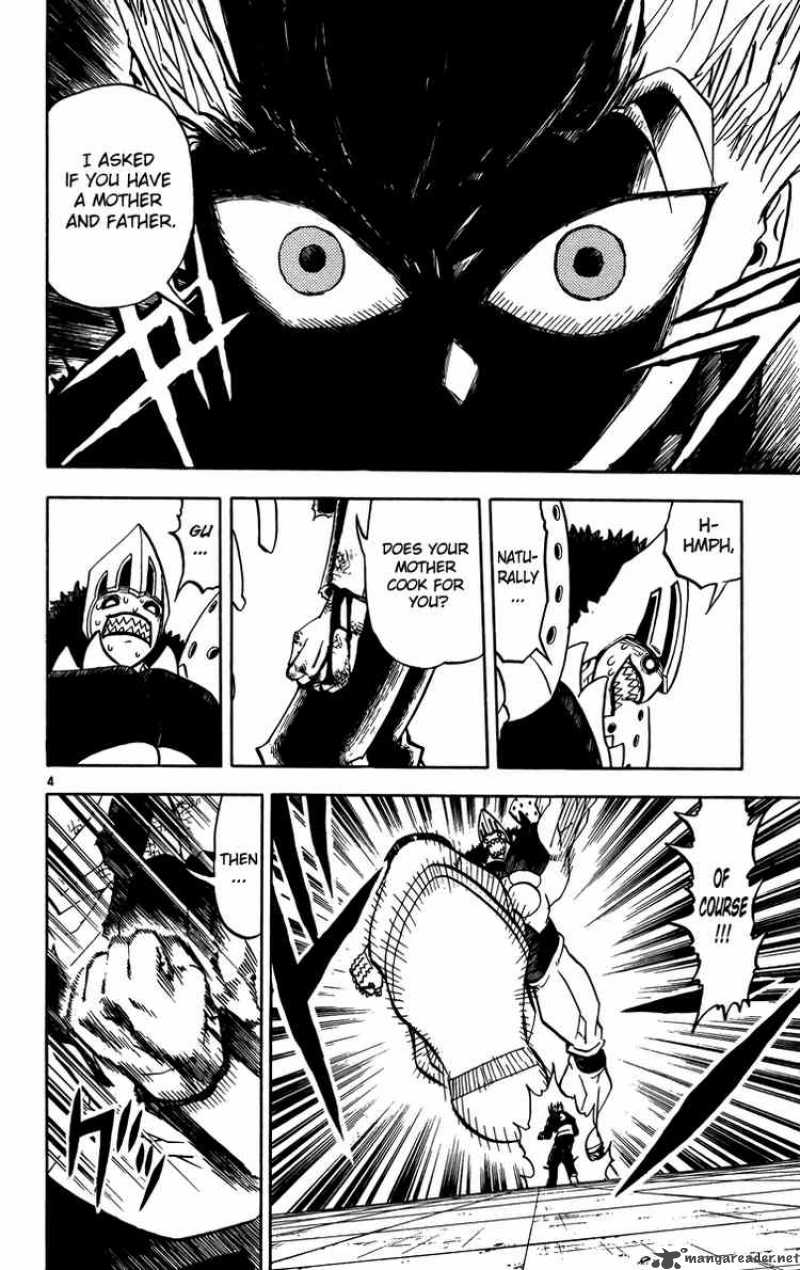 I ASKED
IF YOU HAVE
A MOTHER
AND FATHER.
H-
HMPH,
NATU-
RALLY
...
DOES YOUR
MOTHER
COOK FOR
YOU?
GU
...
4
OF
COURSE
!!!
THEN
...
mangareader.net